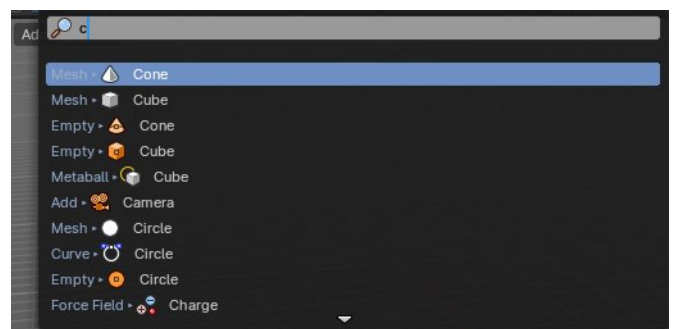 Ad
c
Mesh ▸ Cone
Mesh ▸ Cube
Empty ▸ Cone
Empty ▸ Cube
Metaball ▸ Cube
Add ▸ Camera
Mesh ▸ Circle
Curve ▸ Circle
Empty ▸ Circle
Force Field ▸ Charge